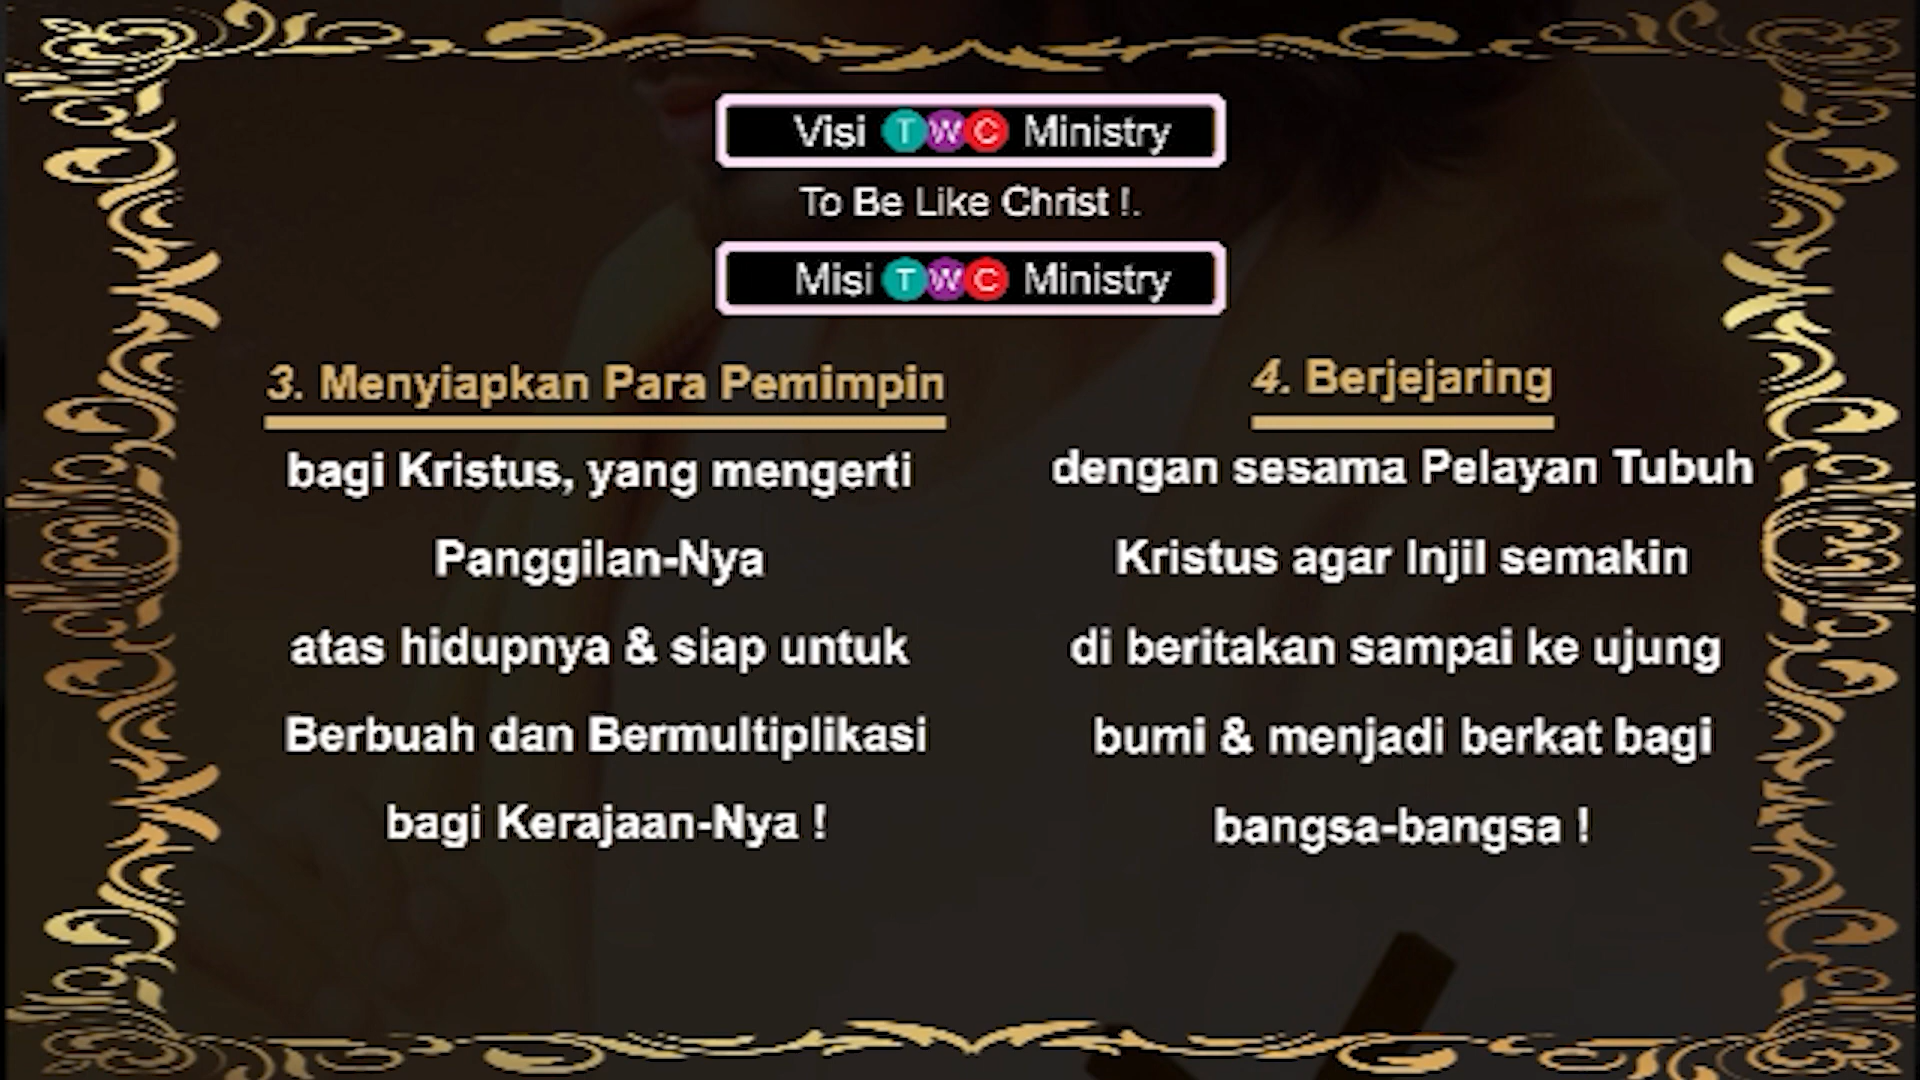 Visi TWC Ministry
To Be Like Christ !.
Misi TWC Ministry
3. Menyiapkan Para Pemimpin
bagi Kristus, yang mengerti
Panggilan-Nya
atas hidupnya & siap untuk
Berbuah dan Bermultiplikasi
bagi Kerajaan-Nya !
4. Berjejaring
dengan sesama Pelayan Tubuh
Kristus agar Injil semakin
di beritakan sampai ke ujung
bumi & menjadi berkat bagi
bangsa-bangsa !